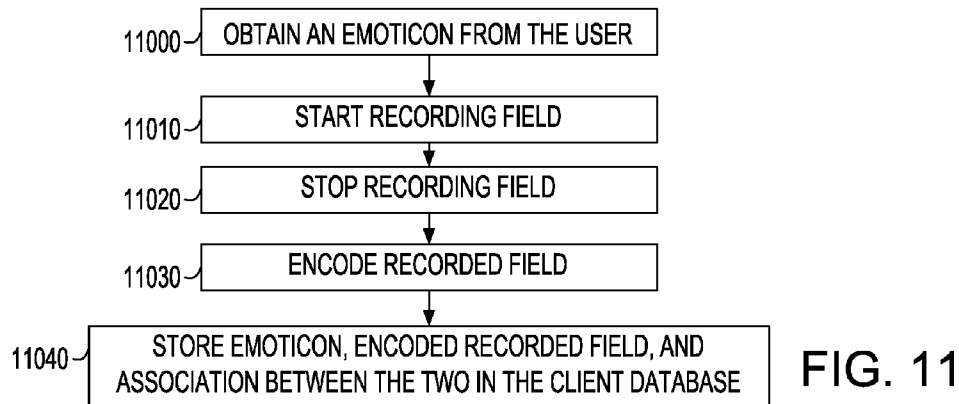 11000
OBTAIN AN EMOTICON FROM THE USER
11010
START RECORDING FIELD
11020
STOP RECORDING FIELD
11030
ENCODE RECORDED FIELD
11040
STORE EMOTICON, ENCODED RECORDED FIELD, AND
ASSOCIATION BETWEEN THE TWO IN THE CLIENT DATABASE
FIG. 11